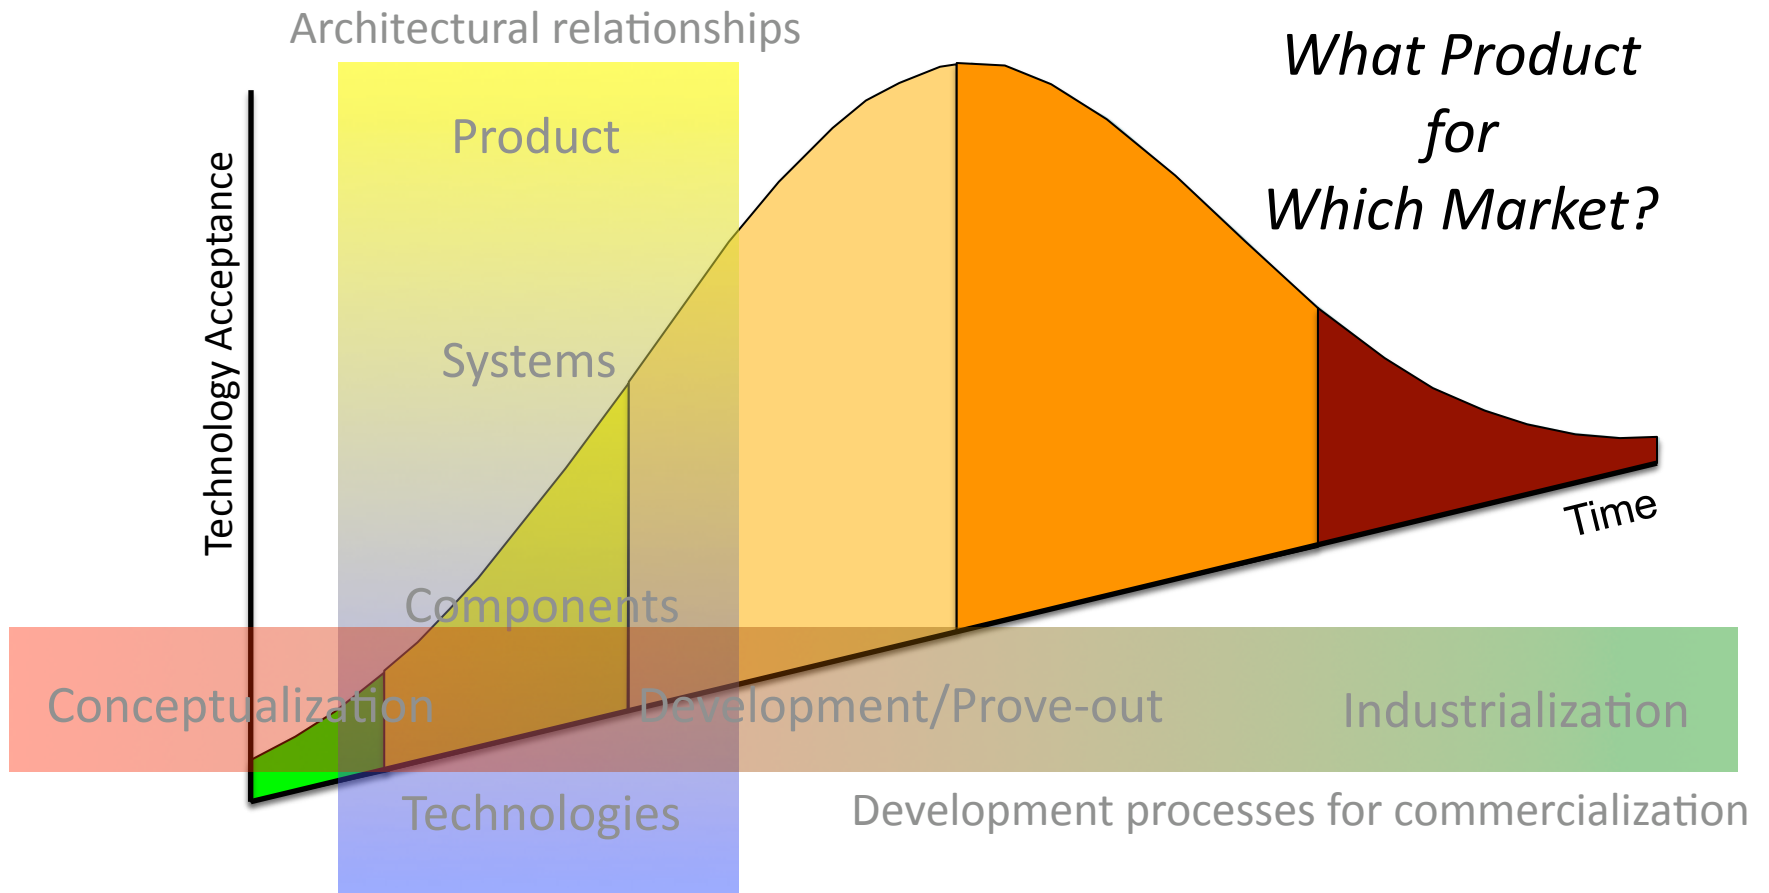 Architectural relationships
What Product
for
Which Market?
Product
Technology Acceptance
Systems
Time
Components
Conceptualization
Development/Prove-out
Industrialization
Technologies
Development processes for commercialization